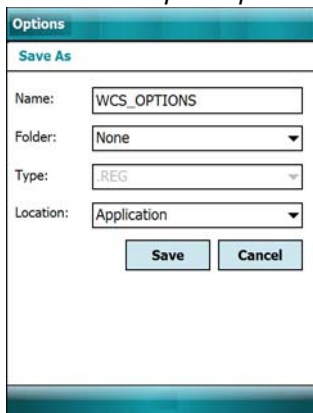 Options
Save As
Name: WCS_OPTIONS
Folder: None
Type: .REG
Location: Application
Save Cancel